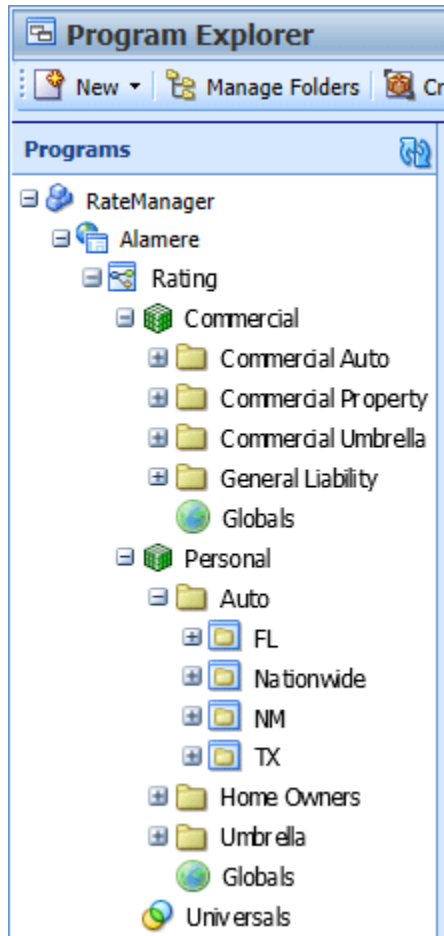 Program Explorer
New Manage Folders Cr
Programs
RateManager
Alamere
Rating
Commercial
Commercial Auto
Commercial Property
Commercial Umbrella
General Liability
Globals
Personal
Auto
FL
Nationwide
NM
TX
Home Owners
Umbrella
Globals
Universals